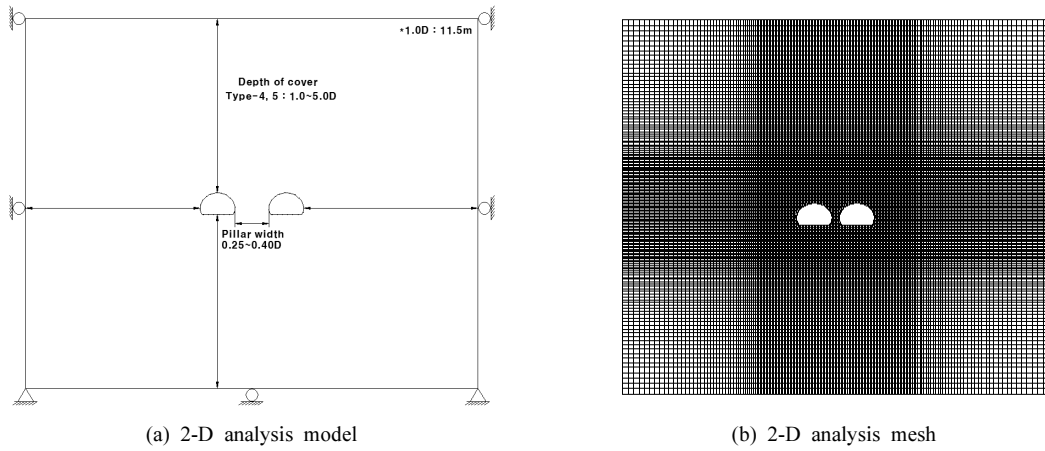 *1.0D : 11.5m
Depth of cover
Type-4, 5 : 1.0~5.0D
Pillar width
0.25~0.40D
(a) 2-D analysis model
(b) 2-D analysis mesh